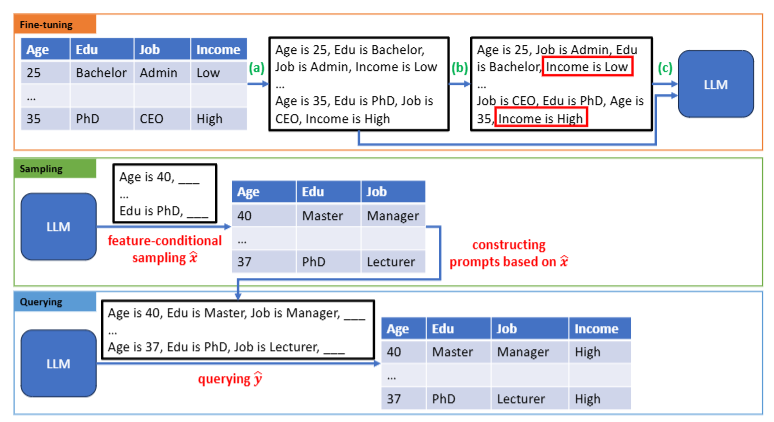 Fine-tuning
Age Edu Job Income
25 Bachelor Admin Low
...
35 PhD CEO High
(a)
Age is 25, Edu is Bachelor,
Job is Admin, Income is Low
...
Age is 35, Edu is PhD, Job is
CEO, Income is High
(b)
Age is 25, Job is Admin, Edu
is Bachelor, Income is Low
...
Job is CEO, Edu is PhD, Age is
35, Income is High
(c)
LLM
Sampling
LLM
Age is 40, ___
...
Edu is PhD, ___
feature-conditional
sampling x̂
Age Edu Job
40 Master Manager
...
37 PhD Lecturer
constructing
prompts based on x̂
Querying
LLM
Age is 40, Edu is Master, Job is Manager, ___
...
Age is 37, Edu is PhD, Job is Lecturer, ___
querying ŷ
Age Edu Job Income
40 Master Manager High
...
37 PhD Lecturer High